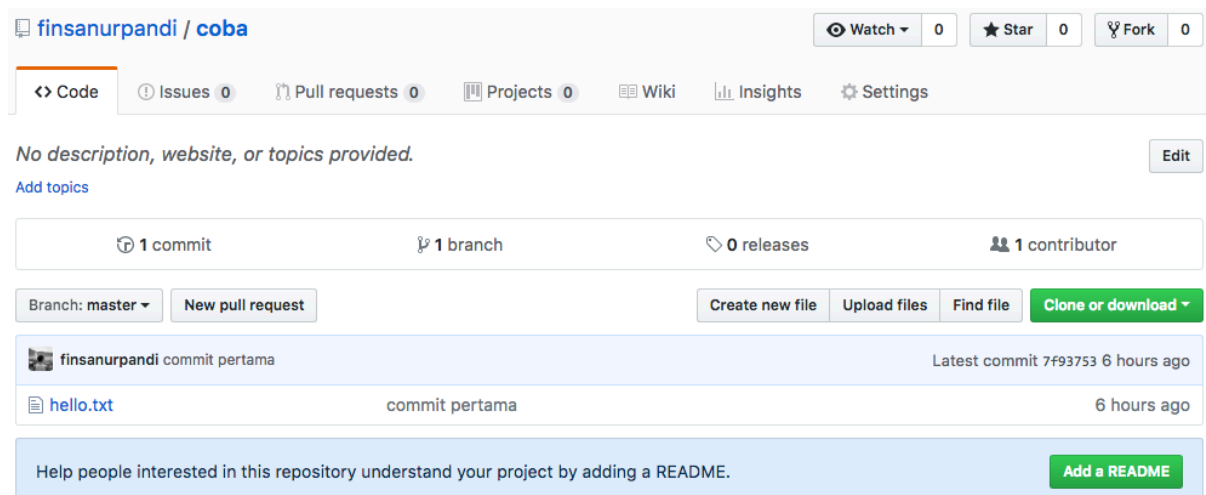 finsanurpandi / coba
Watch 0 Star 0 Fork 0
Code Issues 0 Pull requests 0 Projects 0 Wiki Insights Settings
No description, website, or topics provided. Edit
Add topics
1 commit 1 branch 0 releases 1 contributor
Branch: master New pull request Create new file Upload files Find file Clone or download
finsanurpandi commit pertama Latest commit 7f93753 6 hours ago
hello.txt commit pertama 6 hours ago
Help people interested in this repository understand your project by adding a README. Add a README